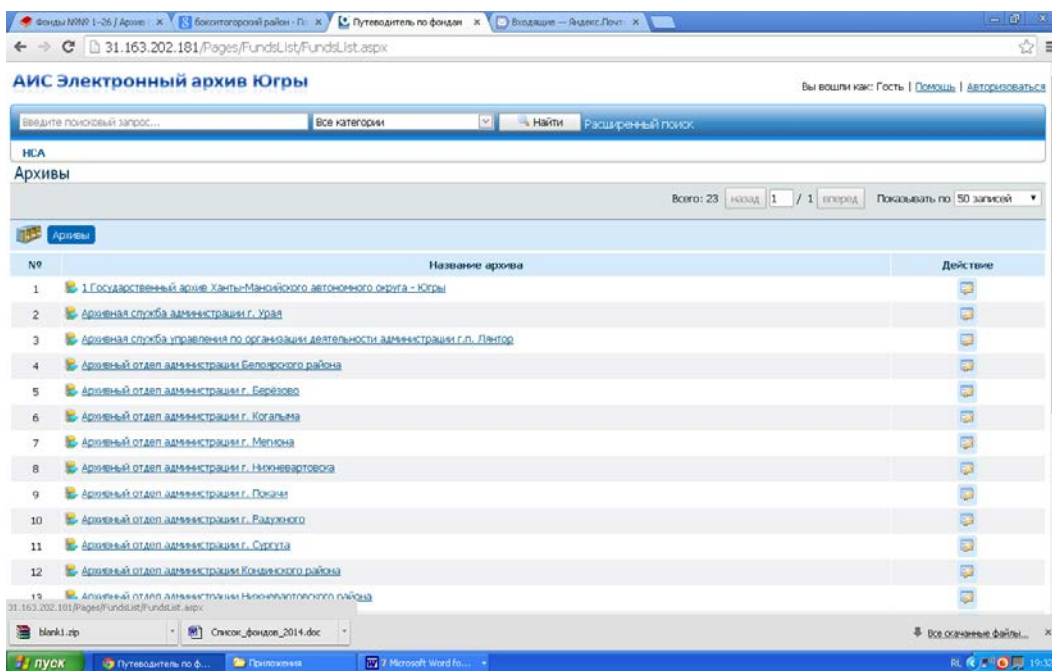 Фонды №№ 1-26 / Архив
бокситогорский район - П
Путеводитель по фондам
Входящие — Яндекс.Почт
31.163.202.181/Pages/FundsList/FundsList.aspx
АИС Электронный архив Югры
Вы вошли как: Гость | Помощь | Авторизоваться
Введите поисковый запрос...
Все категории
Найти
Расширенный поиск
НСА
Архивы
Всего: 23 назад 1 / 1 вперед Показывать по 50 записей
Архивы
№ Название архива Действие
1 1 Государственный архив Ханты-Мансийского автономного округа - Югры
2 Архивная служба администрации г. Урая
3 Архивная служба управления по организации деятельности администрации г.п. Лянтор
4 Архивный отдел администрации Белоярского района
5 Архивный отдел администрации г. Берёзово
6 Архивный отдел администрации г. Когалыма
7 Архивный отдел администрации г. Мегиона
8 Архивный отдел администрации г. Нижневартовска
9 Архивный отдел администрации г. Покачи
10 Архивный отдел администрации г. Радужного
11 Архивный отдел администрации г. Сургута
12 Архивный отдел администрации Кондинского района
13 Архивный отдел администрации Нижневартовского района
31.163.202.181/Pages/FundsList/FundsList.aspx
blank1.zip
Список_фондов_2014.doc
Все скачанные файлы...
пуск
Путеводитель по ф...
Приложения
7 Microsoft Word fo...
RL